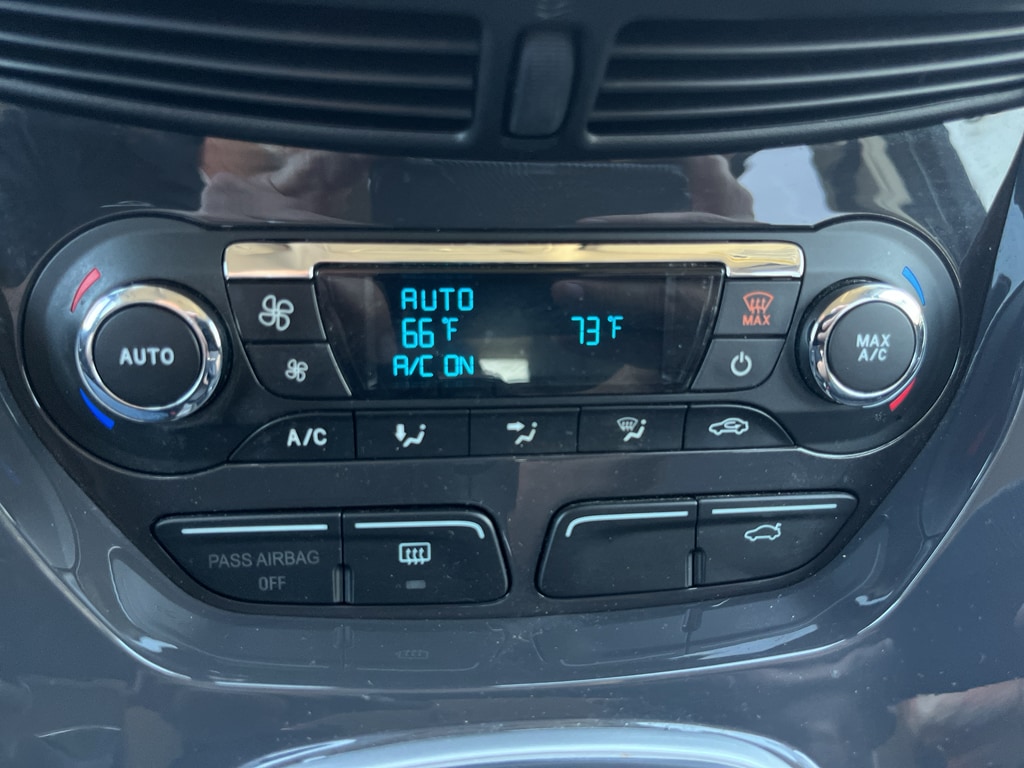 AUTO
66°F 73°F
A/C ON
MAX
AUTO
MAX
A/C
A/C
PASS AIRBAG
OFF